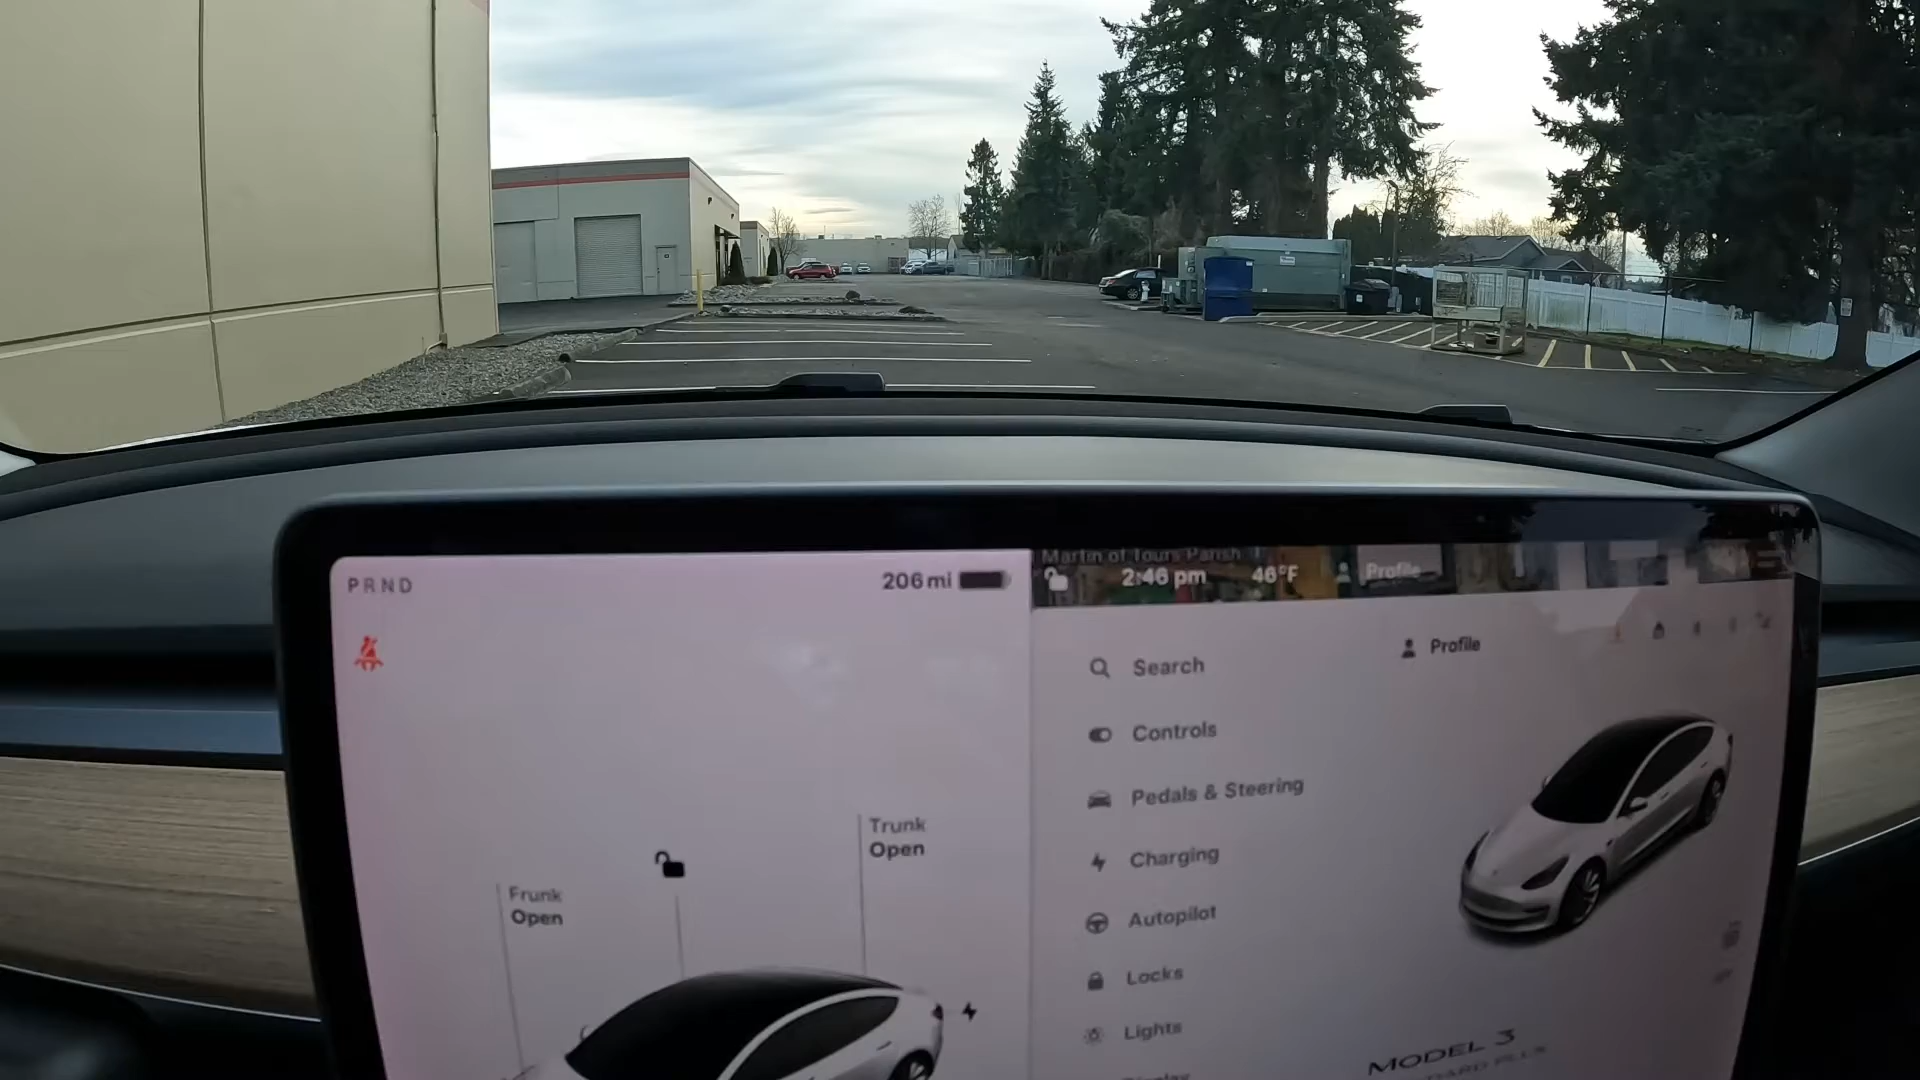 PRND
206 mi
Martin of Tours Parish
2:46 pm
46°F
Profile
Profile
Search
Controls
Pedals & Steering
Charging
Autopilot
Locks
Lights
Display
Trunk
Open
Frunk
Open
MODEL 3